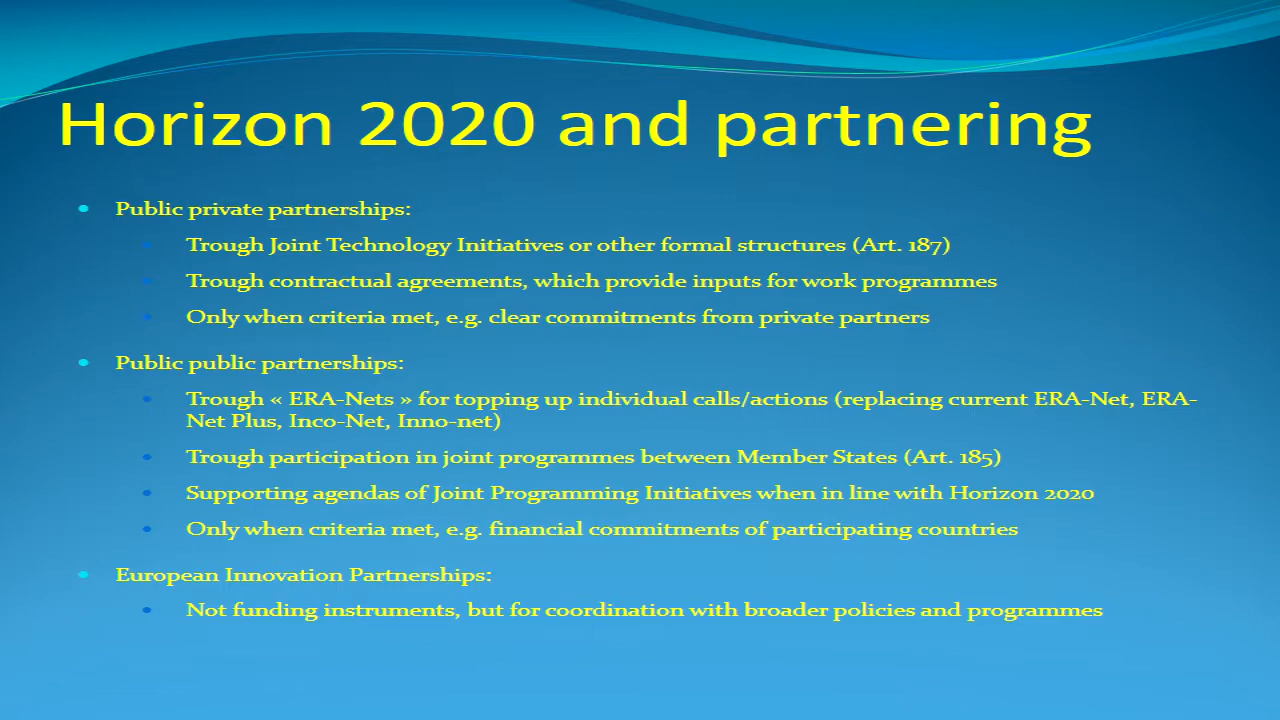 Horizon 2020 and partnering
Public private partnerships:
Trough Joint Technology Initiatives or other formal structures (Art. 187)
Trough contractual agreements, which provide inputs for work programmes
Only when criteria met, e.g. clear commitments from private partners
Public public partnerships:
Trough « ERA-Nets » for topping up individual calls/actions (replacing current ERA-Net, ERA-
Net Plus, Inco-Net, Inno-net)
Trough participation in joint programmes between Member States (Art. 185)
Supporting agendas of Joint Programming Initiatives when in line with Horizon 2020
Only when criteria met, e.g. financial commitments of participating countries
European Innovation Partnerships:
Not funding instruments, but for coordination with broader policies and programmes